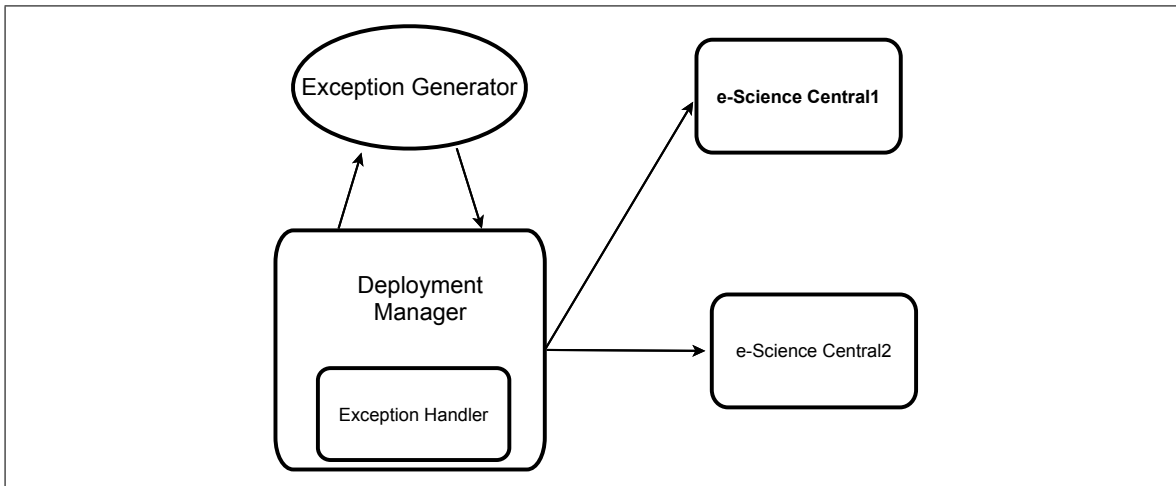 Exception Generator
e-Science Central1
Deployment
Manager
e-Science Central2
Exception Handler